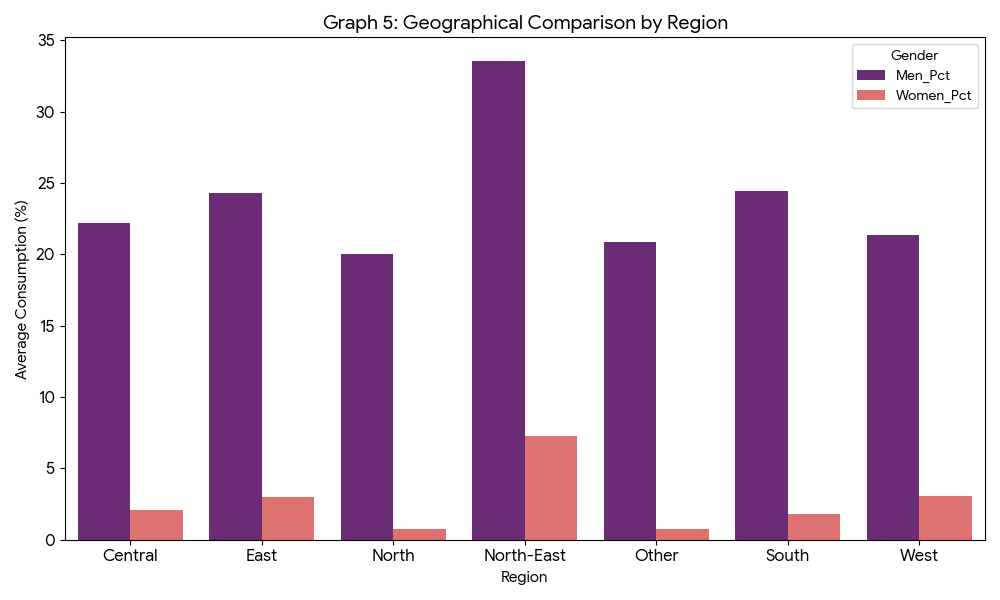 Graph 5: Geographical Comparison by Region
Gender
Men_Pct
Women_Pct
Average Consumption (%)
35
30
25
20
15
10
5
0
Central East North North-East Other South West
Region